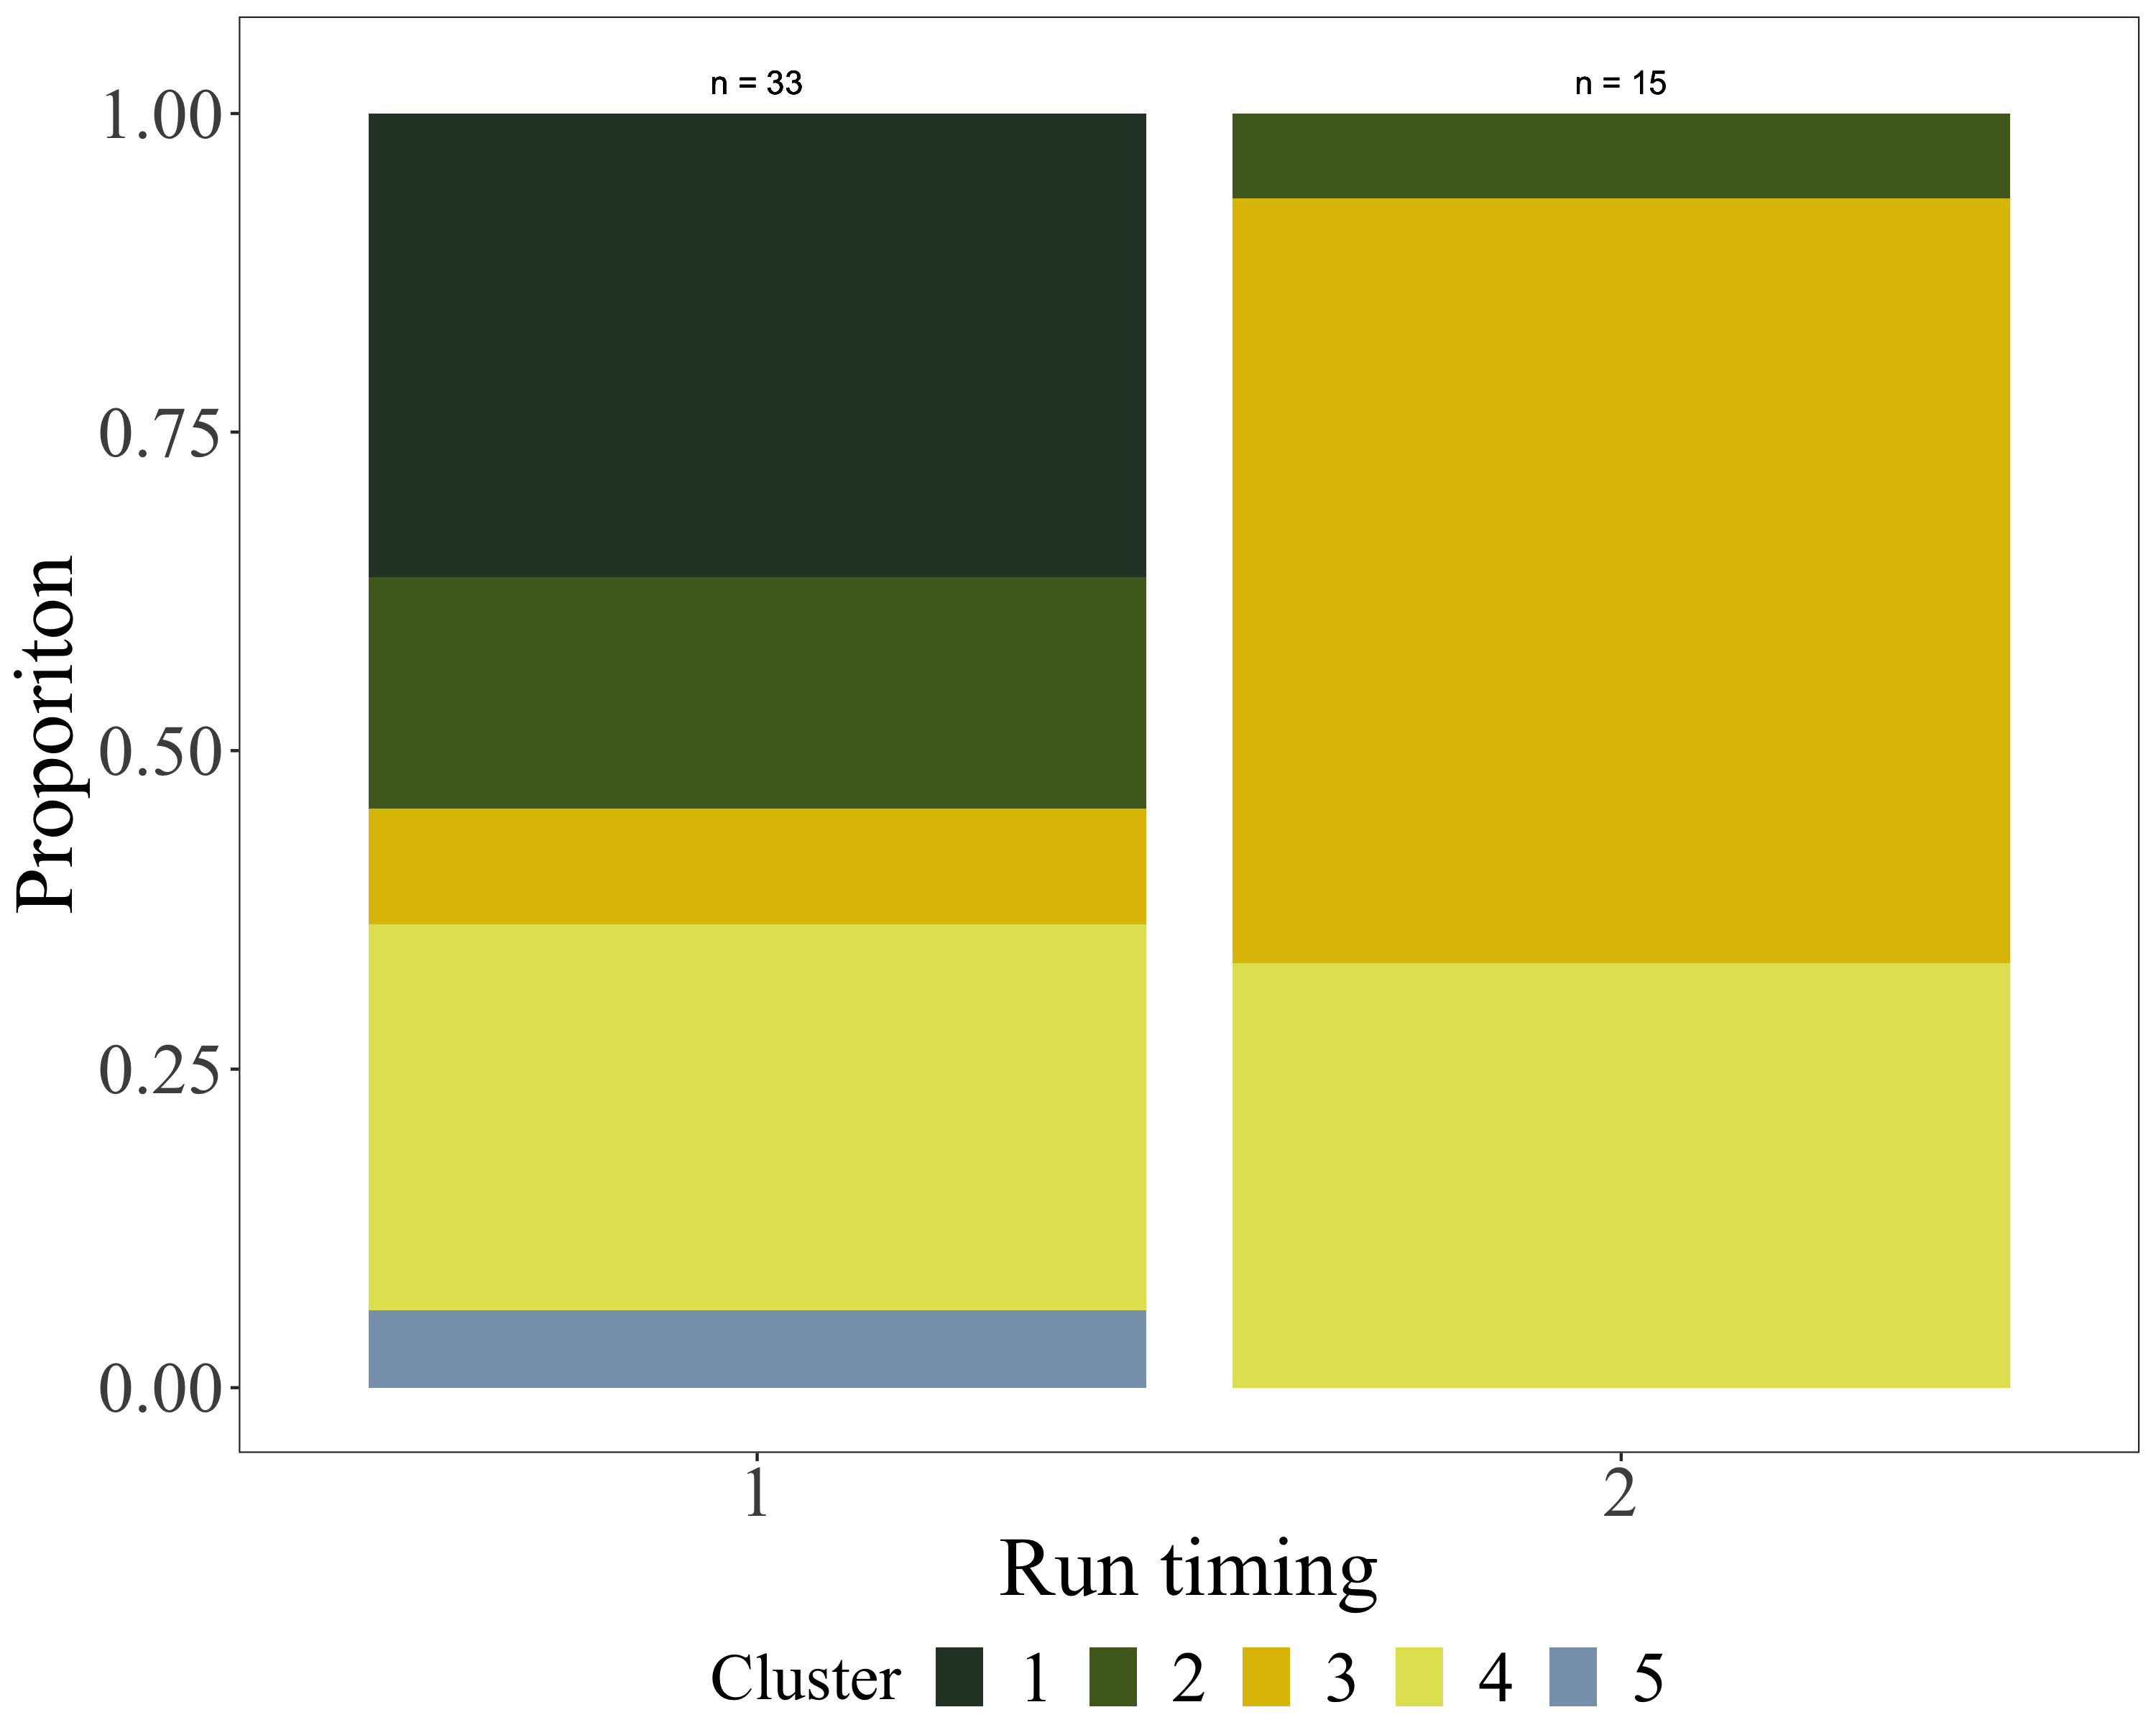 n = 33
n = 15
1.00
0.75
0.50
0.25
0.00
Proporiton
1
2
Run timing
Cluster 1 2 3 4 5